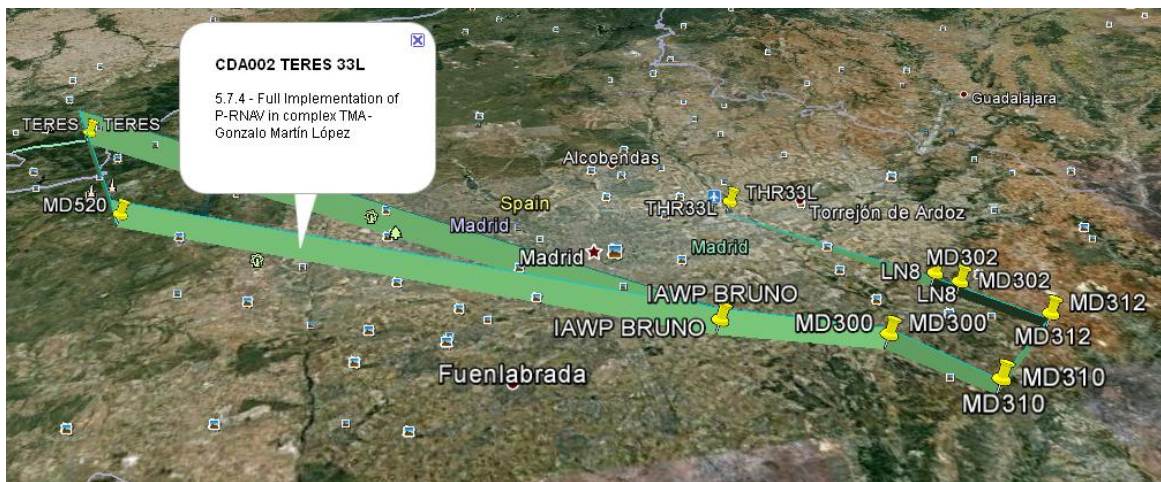 CDA002 TERES 33L
5.7.4 - Full Implementation of
P-RNAV in complex TMA-
Gonzalo Martín López
Guadalajara
TERES
TERES
Alcobendas
MD520
Spain
THR33L
THR33L
Torrejón de Ardoz
Madrid
Madrid
Madrid
MD302
LN8
MD302
LN8
IAWP BRUNO
MD312
IAWP BRUNO
MD300
MD300
MD312
Fuenlabrada
MD310
MD310